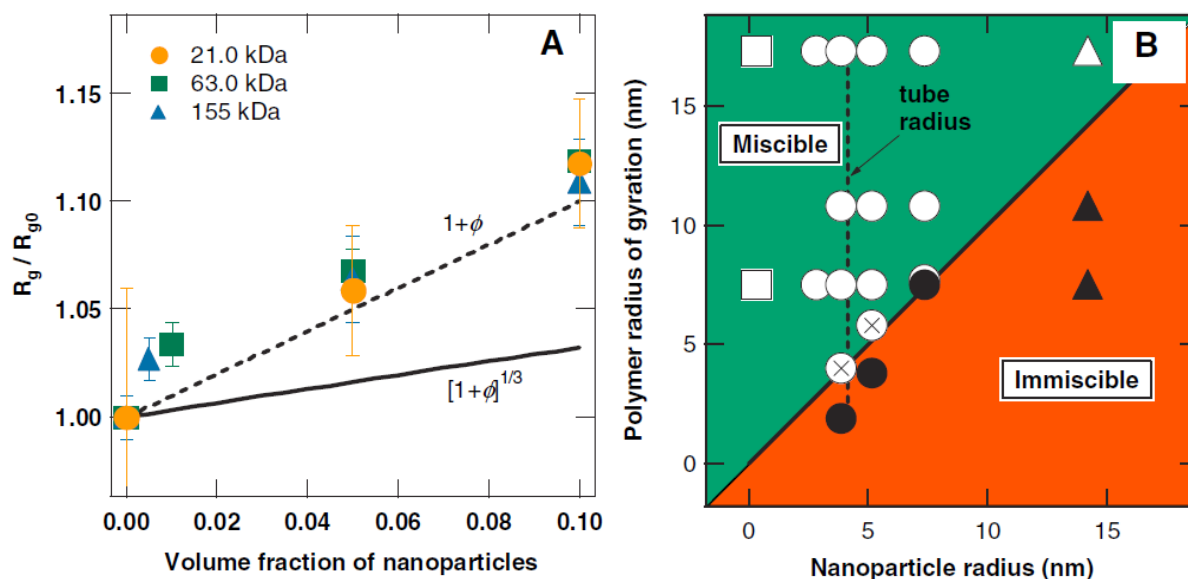 A
21.0 kDa
63.0 kDa
155 kDa
1.15
1.10
1.05
1.00
Rg / Rg0
1+ϕ
[1+ϕ]1/3
0.00 0.02 0.04 0.06 0.08 0.10
Volume fraction of nanoparticles
B
tube
radius
Miscible
Immiscible
15
10
5
0
Polymer radius of gyration (nm)
0 5 10 15
Nanoparticle radius (nm)